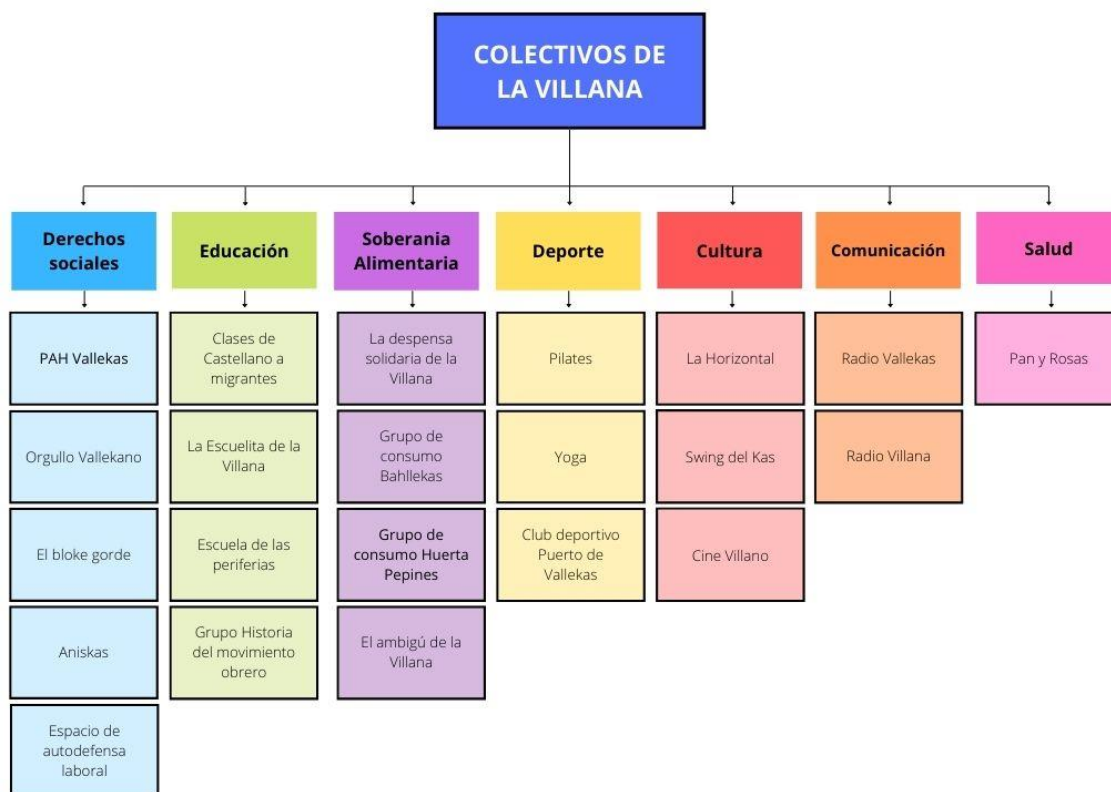 COLECTIVOS DE
LA VILLANA
Derechos
sociales
PAH Vallekas
Orgullo Vallekano
El bloke gorde
Aniskas
Espacio de
autodefensa
laboral
Educación
Clases de
Castellano a
migrantes
La Escuelita de la
Villana
Escuela de las
periferias
Grupo Historia
del movimiento
obrero
Soberania
Alimentaria
La despensa
solidaria de la
Villana
Grupo de
consumo
Bahllekas
Grupo de
consumo Huerta
Pepines
El ambigú de la
Villana
Deporte
Pilates
Yoga
Club deportivo
Puerto de
Vallekas
Cultura
La Horizontal
Swing del Kas
Cine Villano
Comunicación
Radio Vallekas
Radio Villana
Salud
Pan y Rosas